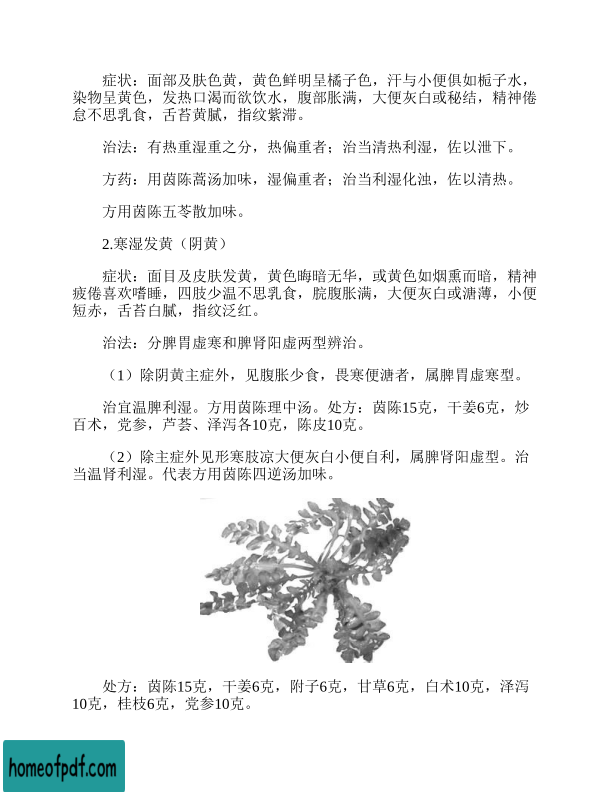 症状：面部及肤色黄，黄色鲜明呈橘子色，汗与小便俱如栀子水，
染物呈黄色，发热口渴而欲饮水，腹部胀满，大便灰白或秘结，精神倦
怠不思乳食，舌苔黄腻，指纹紫滞。
治法：有热重湿重之分，热偏重者；治当清热利湿，佐以泄下。
方药：用茵陈蒿汤加味，湿偏重者；治当利湿化浊，佐以清热。
方用茵陈五苓散加味。
2.寒湿发黄（阴黄）
症状：面目及皮肤发黄，黄色晦暗无华，或黄色如烟熏而暗，精神
疲倦喜欢嗜睡，四肢少温不思乳食，脘腹胀满，大便灰白或溏薄，小便
短赤，舌苔白腻，指纹泛红。
治法：分脾胃虚寒和脾肾阳虚两型辨治。
（1）除阴黄主症外，见腹胀少食，畏寒便溏者，属脾胃虚寒型。
治宜温脾利湿。方用茵陈理中汤。处方：茵陈15克，干姜6克，炒
百术，党参，芦荟、泽泻各10克，陈皮10克。
（2）除主症外见形寒肢凉大便灰白小便自利，属脾肾阳虚型。治
当温肾利湿。代表方用茵陈四逆汤加味。
处方：茵陈15克，干姜6克，附子6克，甘草6克，白术10克，泽泻
10克，桂枝6克，党参10克。
homeofpdf.com